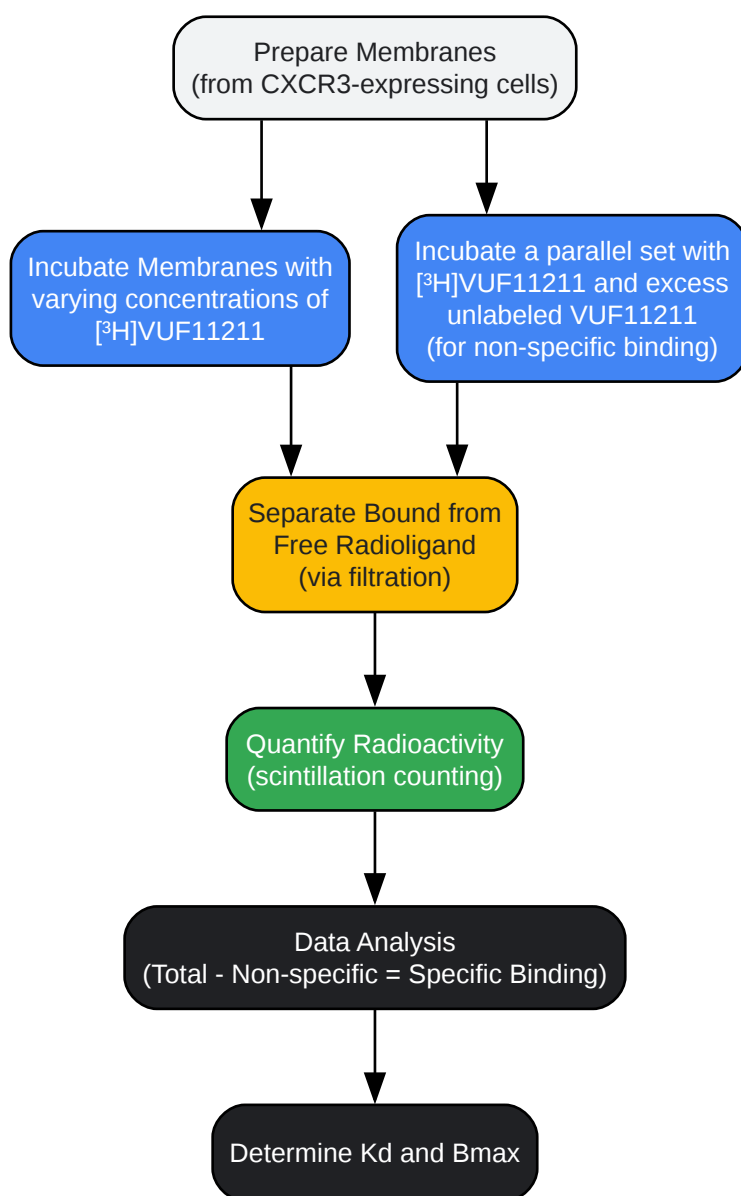 Prepare Membranes
(from CXCR3-expressing cells)
Incubate Membranes with
varying concentrations of
[³H]VUF11211
Incubate a parallel set with
[³H]VUF11211 and excess
unlabeled VUF11211
(for non-specific binding)
Separate Bound from
Free Radioligand
(via filtration)
Quantify Radioactivity
(scintillation counting)
Data Analysis
(Total - Non-specific = Specific Binding)
Determine Kd and Bmax